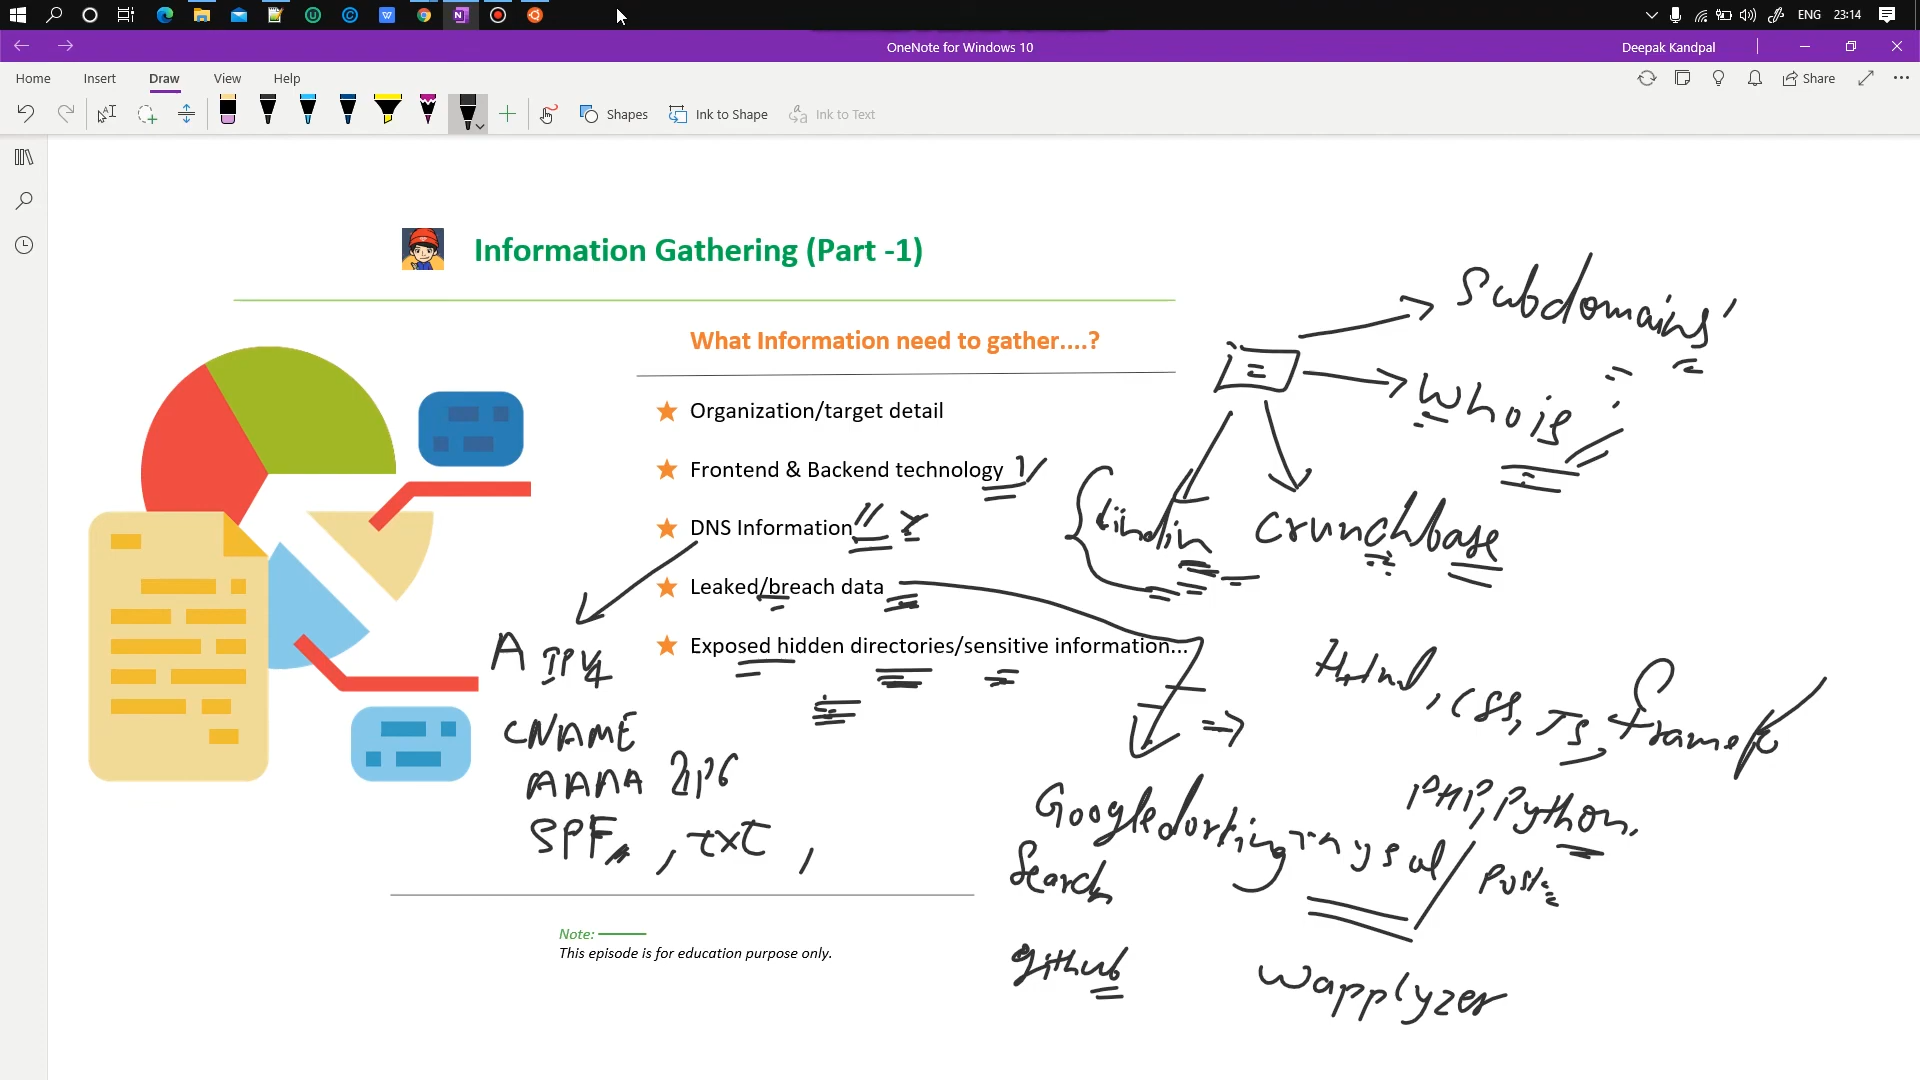 ENG 23:14
OneNote for Windows 10
Deepak Kandpal
Home Insert Draw View Help
Share
Shapes
Ink to Shape
Ink to Text
Information Gathering (Part -1)
What Information need to gather....?
Organization/target detail
Frontend & Backend technology
DNS Information
Leaked/breach data
Exposed hidden directories/sensitive information...
Subdomains
Whois
Crunchbase
A IPV4
CNAME
AAAA
SPF, txt,
Html, CSS, JS,
PHP, Python,
Google dorking
Search
github
Wapplyzer
Note:
This episode is for education purpose only.